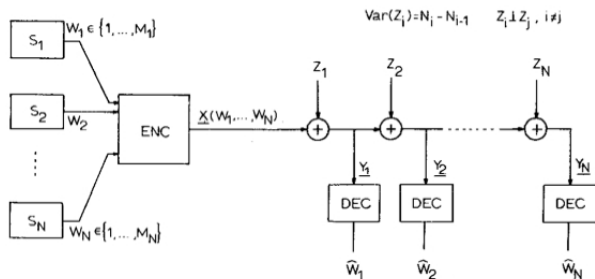 Var(Z_i) = N_i − N_{i-1}   Z_i ⊥ Z_j , i≠j
S_1
W_1 ∈ {1, ..., M_1}
S_2
W_2
S_N
W_N ∈ {1, ..., M_N}
ENC
X(W_1, ..., W_N)
Z_1
Z_2
Z_N
+
+
+
Y_1
Y_2
Y_N
DEC
DEC
DEC
Ŵ_1
Ŵ_2
Ŵ_N